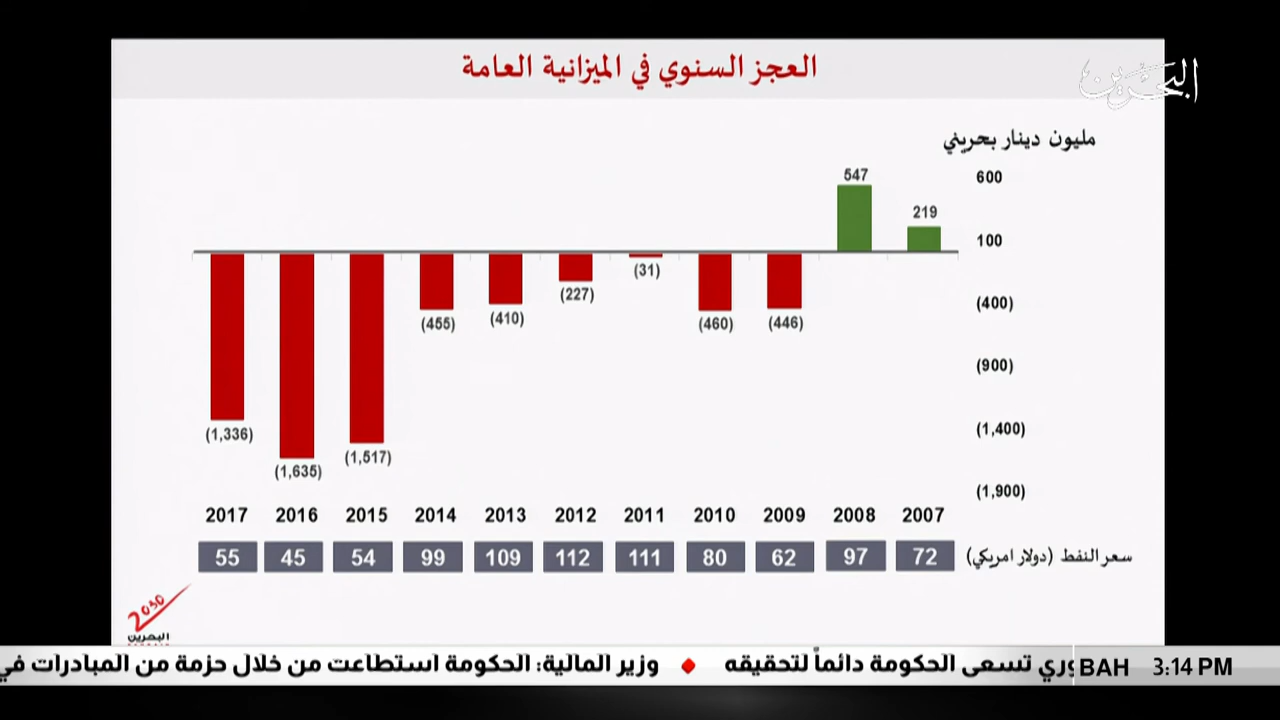 العجز السنوي في الميزانية العامة
البحرين
مليون دينار بحريني
600
100
(400)
(900)
(1,400)
(1,900)
547
219
(31)
(227)
(410)
(455)
(460)
(446)
(1,336)
(1,635)
(1,517)
2017 2016 2015 2014 2013 2012 2011 2010 2009 2008 2007
55 45 54 99 109 112 111 80 62 97 72 سعر النفط (دولار امريكي)
2030
البحرين
وري تسعى الحكومة دائماً لتحقيقه ♦ وزير المالية: الحكومة استطاعت من خلال حزمة من المبادرات في
BAH 3:14 PM